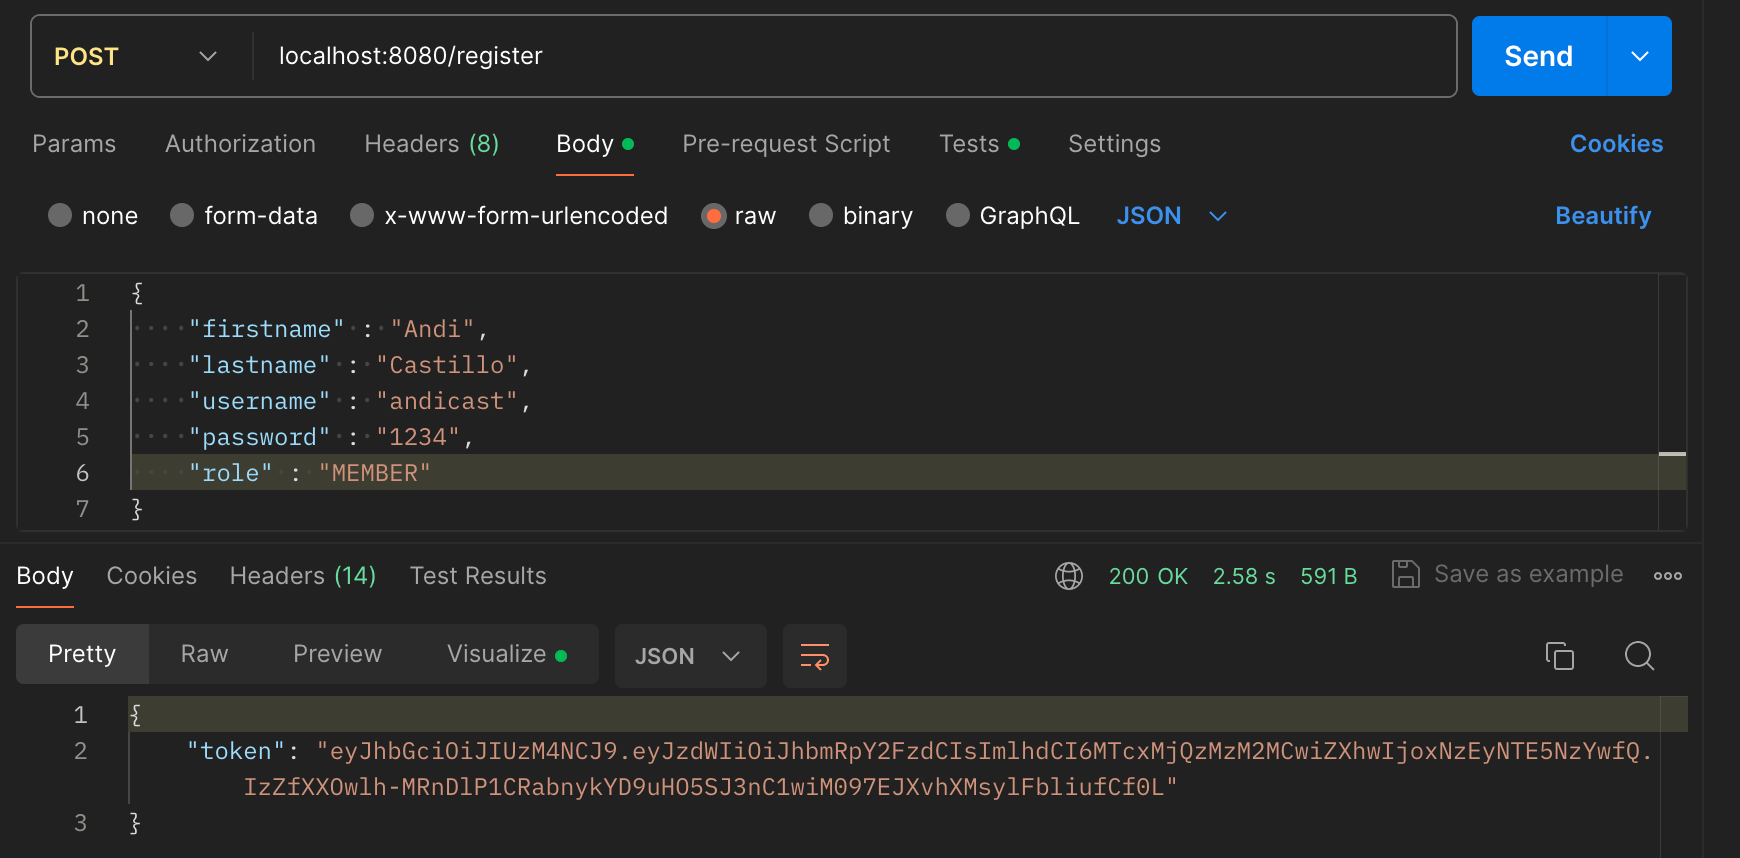 POST localhost:8080/register Send
Params Authorization Headers (8) Body Pre-request Script Tests Settings Cookies
none form-data x-www-form-urlencoded raw binary GraphQL JSON Beautify
1 {
2 "firstname" : "Andi",
3 "lastname" : "Castillo",
4 "username" : "andicast",
5 "password" : "1234",
6 "role" : "MEMBER"
7 }
Body Cookies Headers (14) Test Results 200 OK 2.58 s 591 B Save as example
Pretty Raw Preview Visualize JSON
1 {
2 "token": "eyJhbGciOiJIUzM4NCJ9.eyJzdWIiOiJhbmRpY2FzdCIsImlhdCI6MTcxMjQzMzM2MCwiZXhwIjoxNzEyNTE5NzYwfQ.
IzZfXXOwlh-MRnDlP1CRabnykYD9uHO5SJ3nC1wiM097EJXvhXMsylFbliufCf0L"
3 }